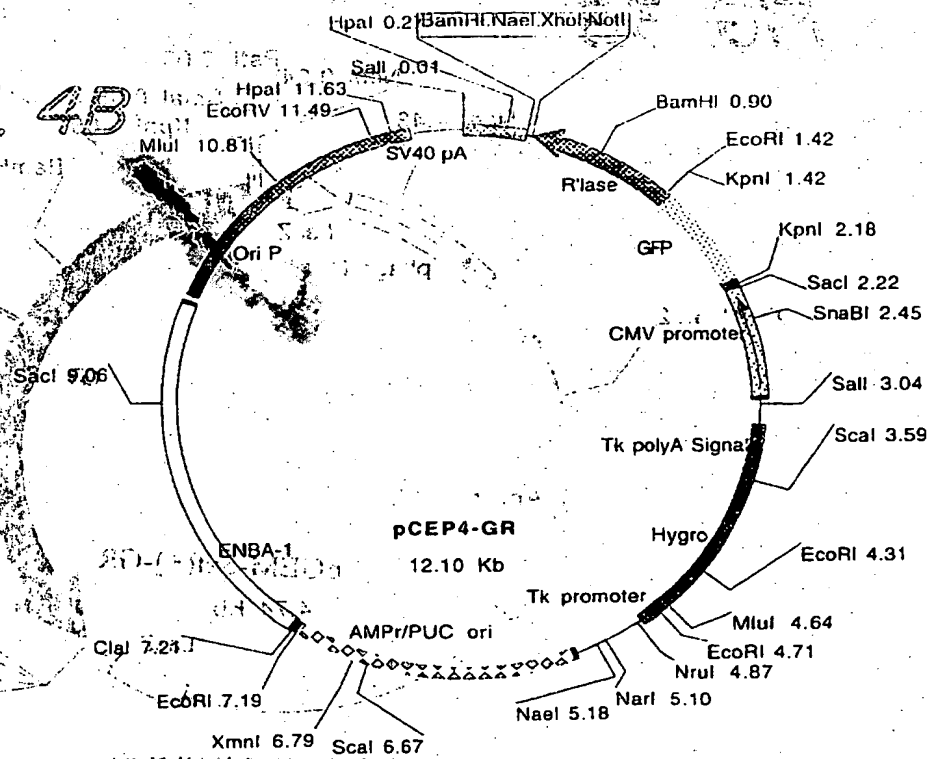 HpaI 0.2 BamHI.NaeI.XhoI.NotI
SalI 0.01
4B
HpaI 11.63
EcoRV 11.49
MluI 10.81
SV40 pA
BamHI 0.90
EcoRI 1.42
KpnI 1.42
R'lase
GFP
Ori P
KpnI 2.18
SacI 2.22
SnaBI 2.45
CMV promoter
SacI 9.06
SalI 3.04
ScaI 3.59
Tk polyA Signal
pCEP4-GR
12.10 Kb
Hygro
ENBA-1
EcoRI 4.31
Tk promoter
MluI 4.64
AMPr/PUC ori
ClaI 7.21
EcoRI 4.71
NruI 4.87
EcoRI 7.19
NarI 5.10
NaeI 5.18
XmnI 6.79
ScaI 6.67